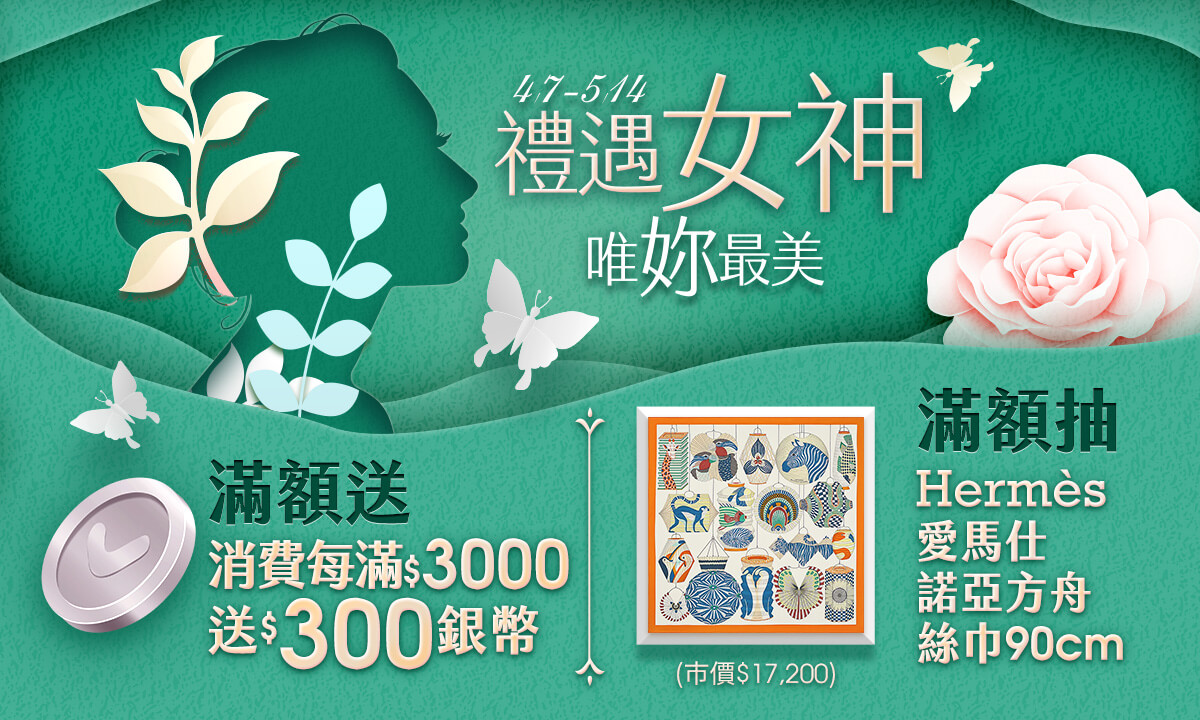 4.7-5.14
禮遇女神
唯妳最美
滿額送
消費每滿$3000
送$300銀幣
(市價$17,200)
滿額抽
Hermès
愛馬仕
諾亞方舟
絲巾90cm